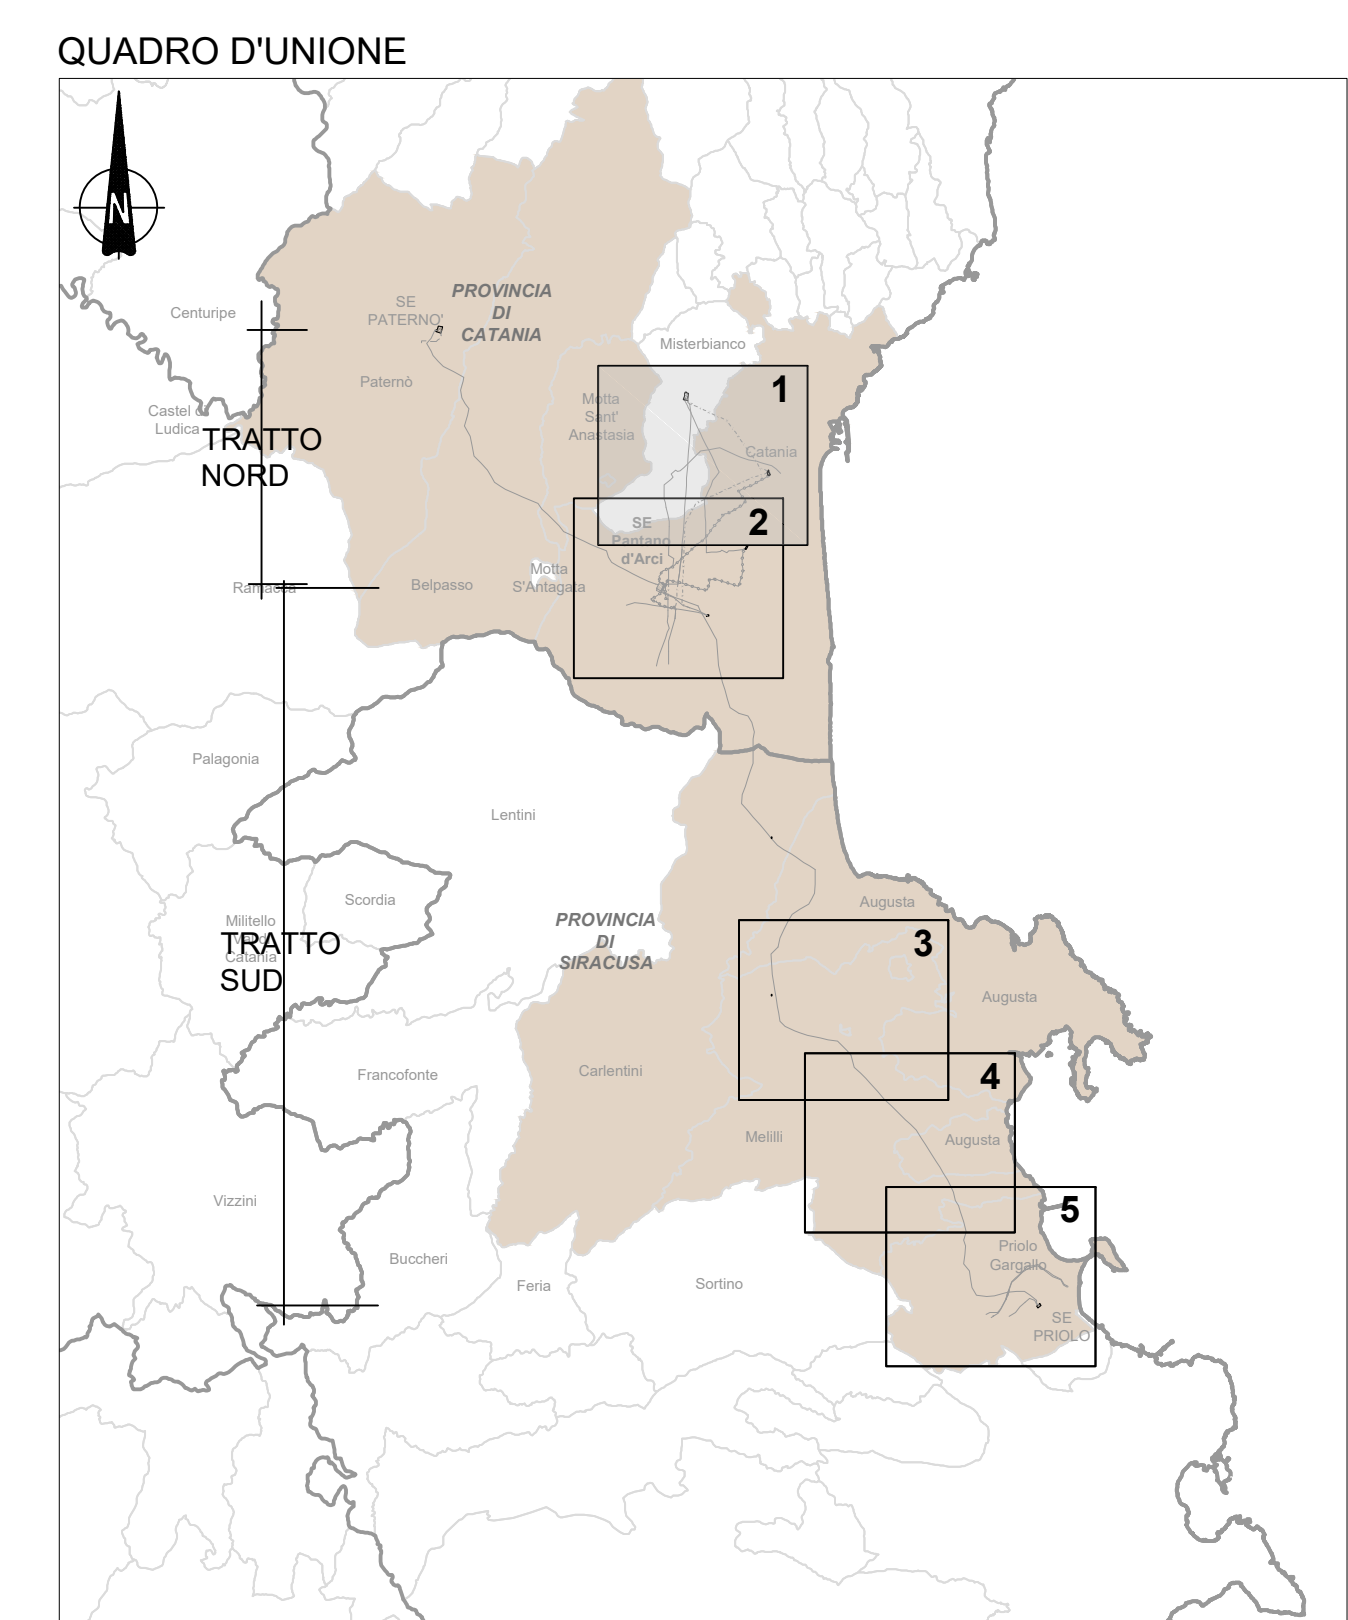 QUADRO D'UNIONE
N
Centuripe
SE
PATERNO'
PROVINCIA
DI
CATANIA
Misterbianco
Paternò
1
Motta
Sant'
Anastasia
Castel di
Ludica
TRATTO
NORD
Catania
2
SE
Pantano
d'Arci
Ramacca
Belpasso
Motta
S'Antagata
Palagonia
Lentini
Scordia
Augusta
Militello
Catania
TRATTO
SUD
PROVINCIA
DI
SIRACUSA
3
Augusta
Francofonte
Carlentini
4
Melilli
Augusta
Vizzini
5
Buccheri
Feria
Sortino
Priolo
Gargallo
SE
PRIOLO